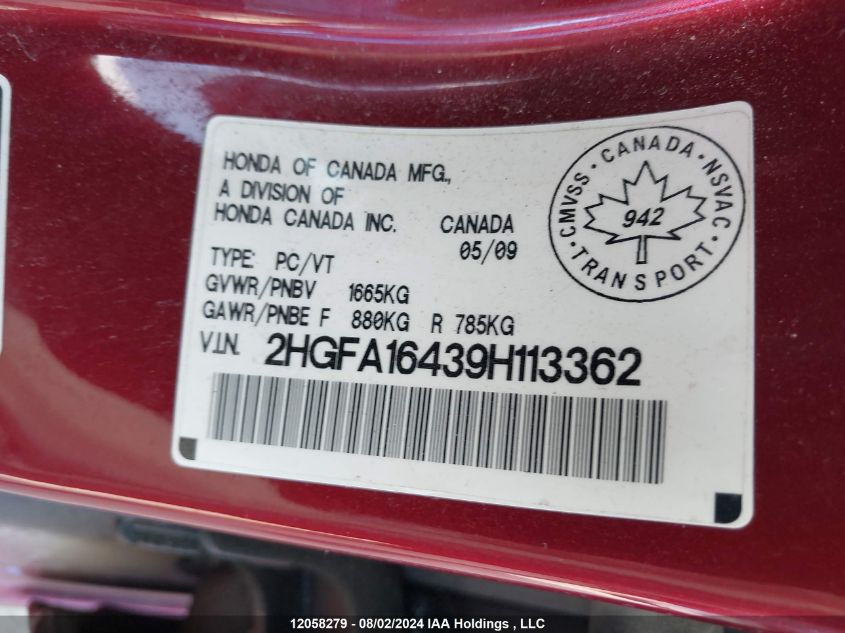 HONDA OF CANADA MFG.,
A DIVISION OF
HONDA CANADA INC. CANADA
05/09
TYPE: PC/VT
GVWR/PNBV 1665KG
GAWR/PNBE F 880KG R 785KG
V.I.N. 2HGFA16439H113362
CMVSS · CANADA · NSVAC
942
· TRANSPORT ·
12058279 - 08/02/2024 IAA Holdings , LLC